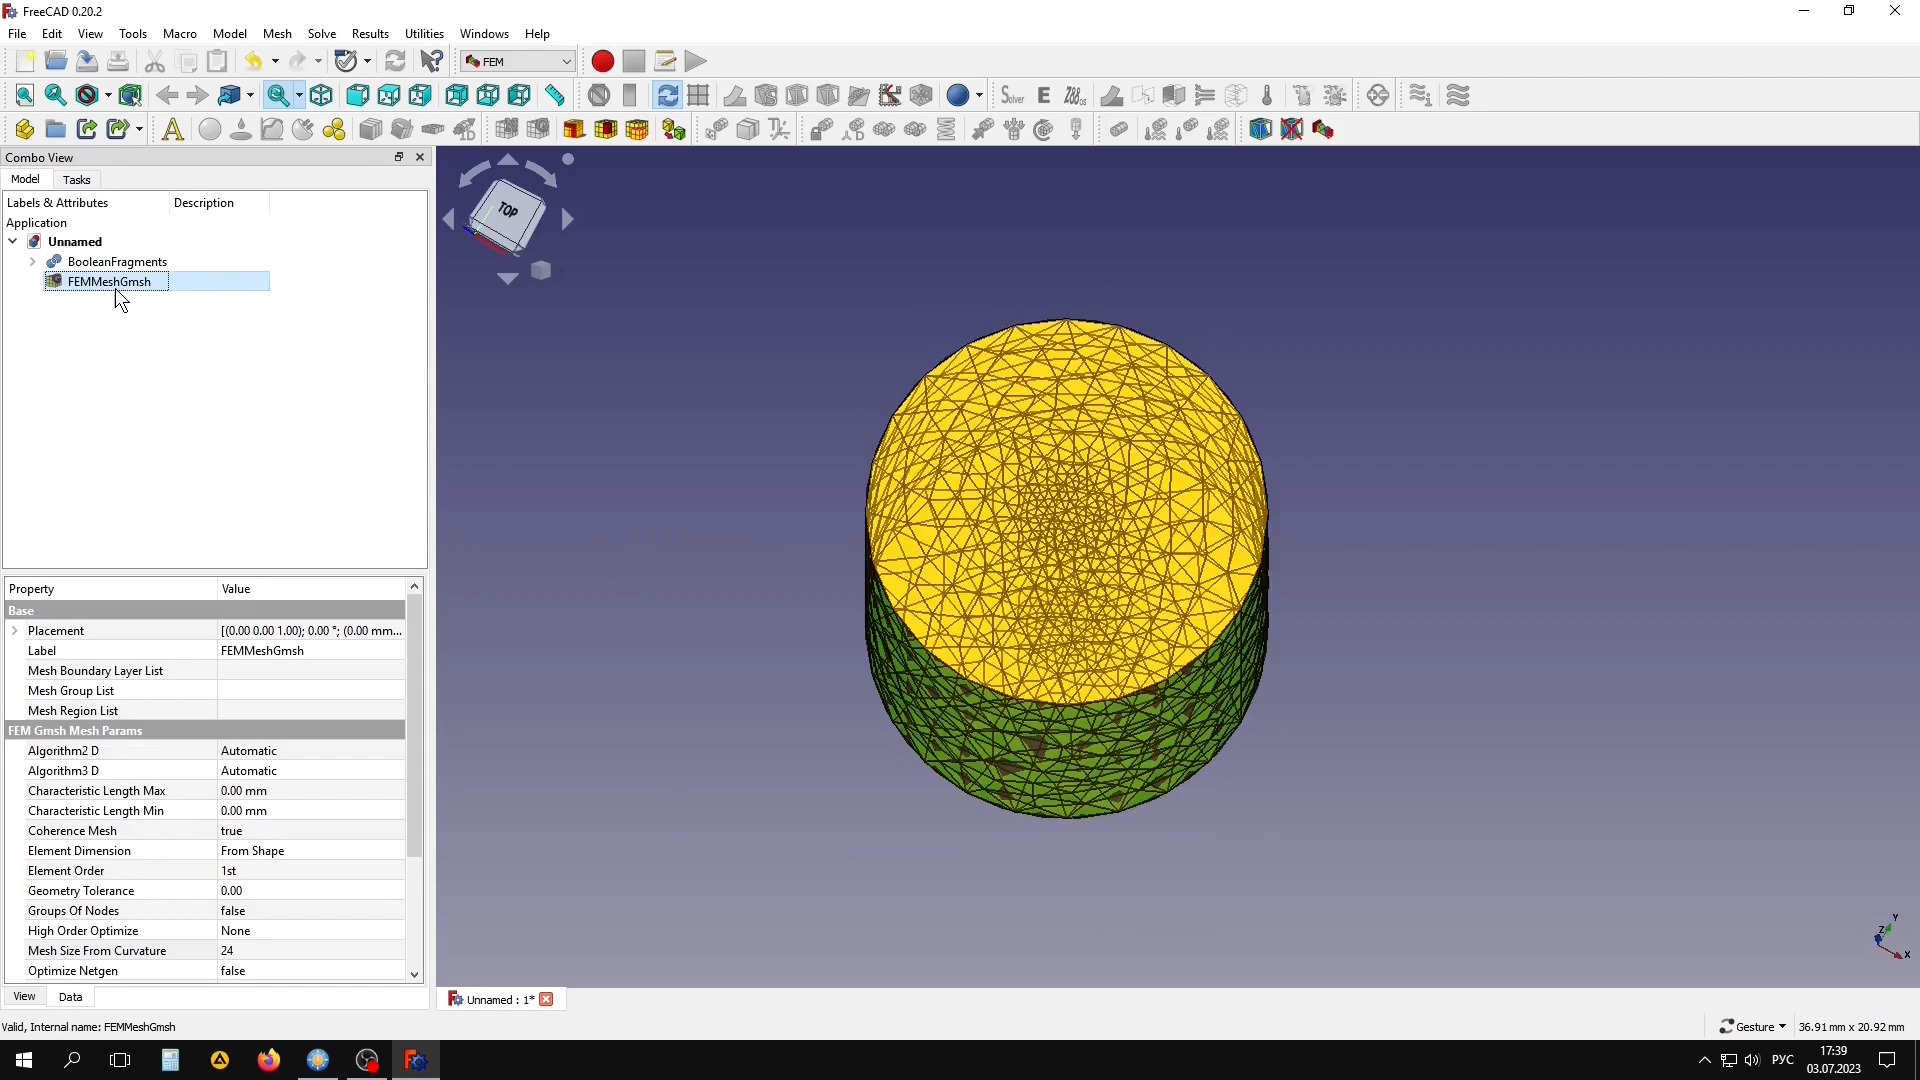 FreeCAD 0.20.2
File Edit View Tools Macro Model Mesh Solve Results Utilities Windows Help
FEM
Solver E Z88os
A
Combo View
Model Tasks
Labels & Attributes Description
Application
Unnamed
BooleanFragments
FEMMeshGmsh
TOP
Property Value
Base
Placement [(0.00 0.00 1.00); 0.00 °; (0.00 mm...
Label FEMMeshGmsh
Mesh Boundary Layer List
Mesh Group List
Mesh Region List
FEM Gmsh Mesh Params
Algorithm2 D Automatic
Algorithm3 D Automatic
Characteristic Length Max 0.00 mm
Characteristic Length Min 0.00 mm
Coherence Mesh true
Element Dimension From Shape
Element Order 1st
Geometry Tolerance 0.00
Groups Of Nodes false
High Order Optimize None
Mesh Size From Curvature 24
Optimize Netgen false
Y
Z
X
View Data
Unnamed : 1*
Valid, Internal name: FEMMeshGmsh
Gesture 36.91 mm x 20.92 mm
РУС
17:39
03.07.2023